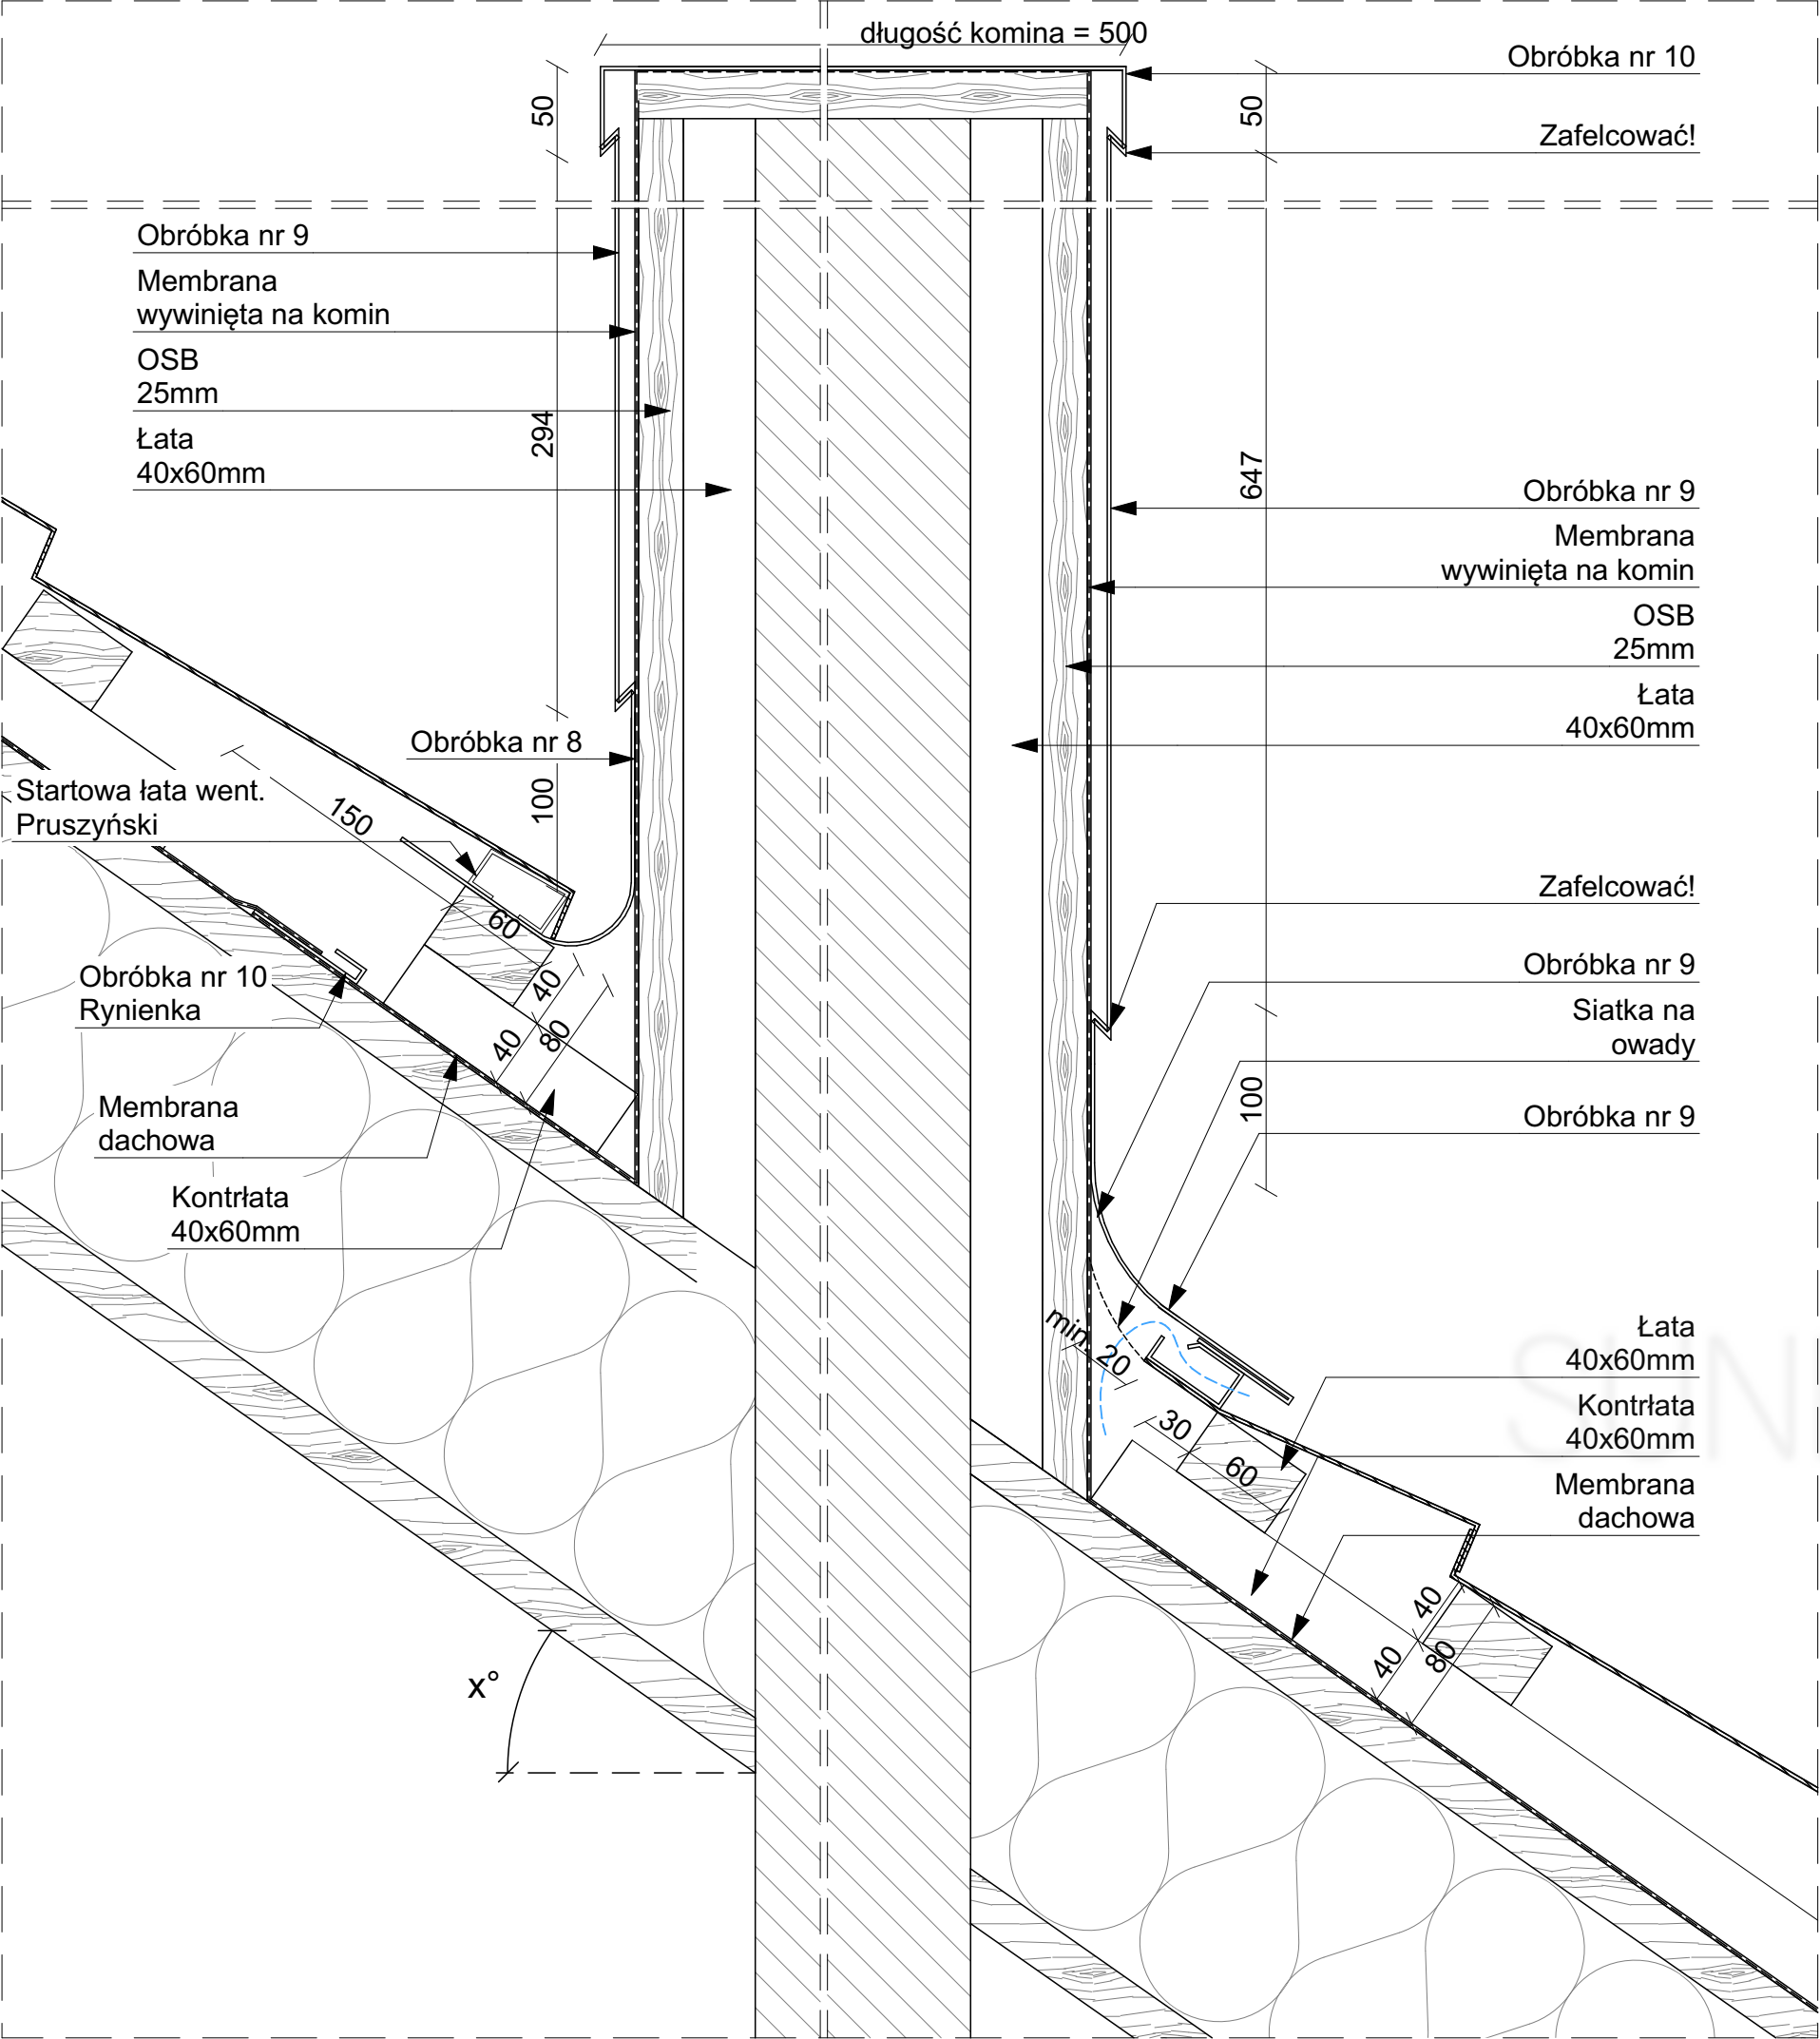 długość komina = 500
Obróbka nr 10
50
50
Zafelcować!
Obróbka nr 9
Membrana
wywinięta na komin
OSB
25mm
294
Łata
40x60mm
647
Obróbka nr 9
Membrana
wywinięta na komin
OSB
25mm
Łata
40x60mm
Obróbka nr 8
Startowa łata went.
Pruszyński
150
100
60
Zafelcować!
Obróbka nr 10
Rynienka
40
40
80
Obróbka nr 9
Siatka na
owady
Membrana
dachowa
100
Obróbka nr 9
Kontrłata
40x60mm
min. 20
30
60
Łata
40x60mm
Kontrłata
40x60mm
Membrana
dachowa
40
40
80
x°
SUN